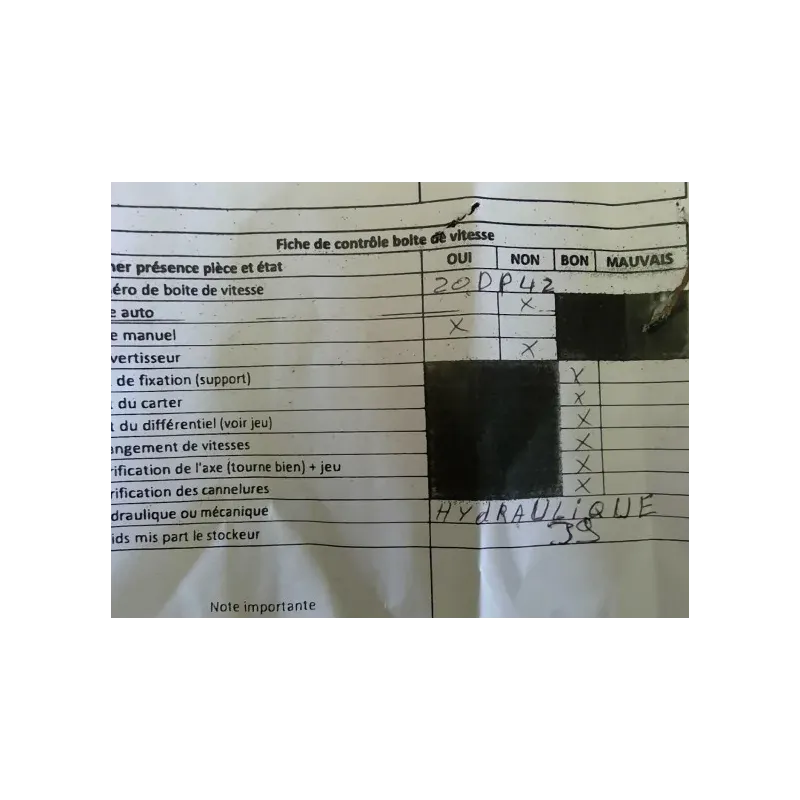 Fiche de contrôle boite de vitesse
ner présence pièce et état OUI NON BON MAUVAIS
éro de boite de vitesse 20DP42
e auto X
e manuel X
vertisseur X
de fixation (support) X
du carter X
t du différentiel (voir jeu) X
angement de vitesses X
rification de l'axe (tourne bien) + jeu X
rification des cannelures X
draulique ou mécanique HYdRAULiQUE
ids mis part le stockeur
Note importante